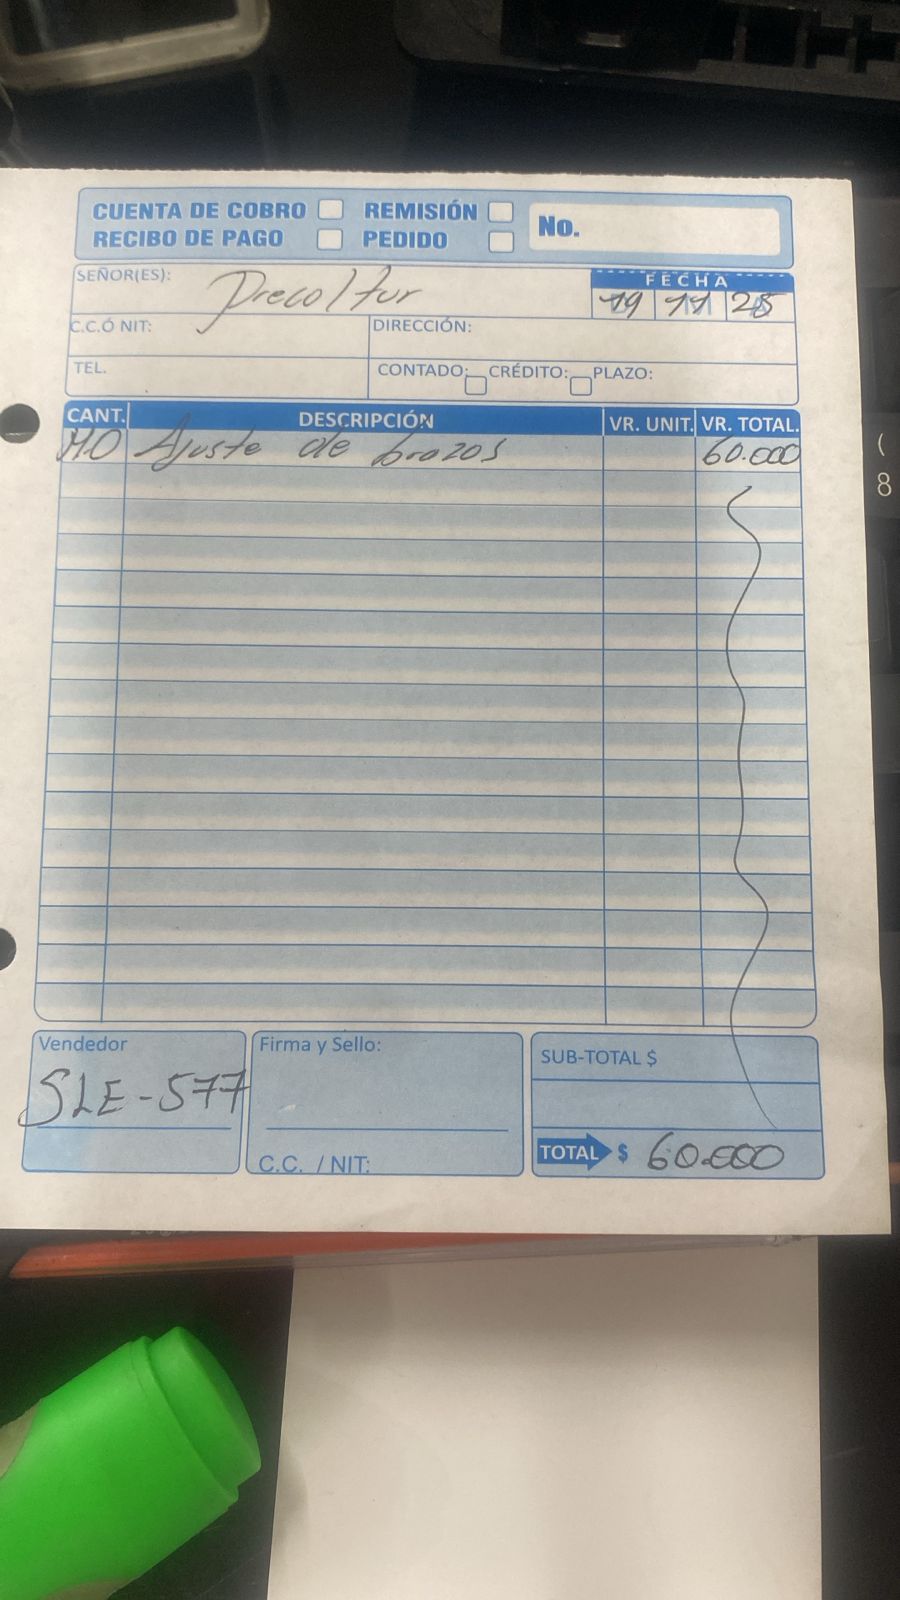 CUENTA DE COBRO REMISIÓN No.
RECIBO DE PAGO PEDIDO
SEÑOR(ES): Precoltur FECHA
19 11 25
C.C.Ó NIT: DIRECCIÓN:
TEL. CONTADO: CRÉDITO: PLAZO:
CANT. DESCRIPCIÓN VR. UNIT. VR. TOTAL.
MO Ajuste de brazos 60.000
Vendedor Firma y Sello: SUB-TOTAL $
SLE-577
C.C. / NIT: TOTAL $ 60.000
(
8